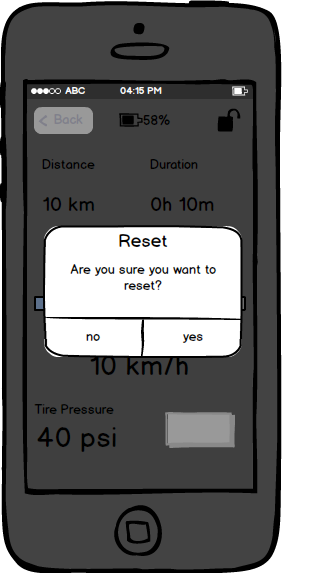 ABC 04:15 PM
Back 58%
Distance Duration
10 km 0h 10m
Reset
Are you sure you want to
reset?
no yes
10 km/h
Tire Pressure
40 psi